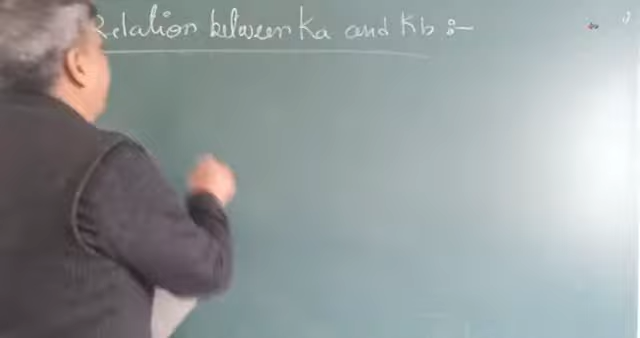 Relation between Ka and Kb :-